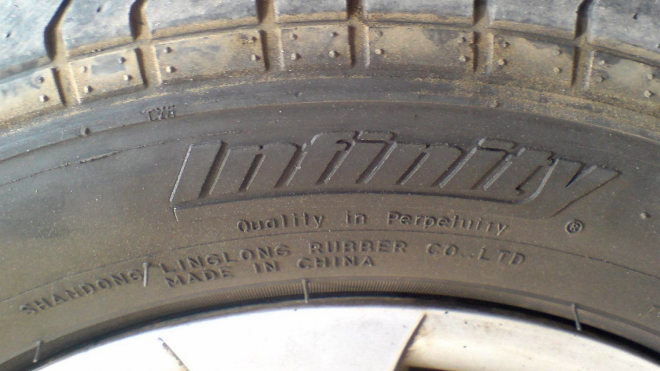 Infinity®
Quality in Perpetuity
SHANDONG LINGLONG RUBBER CO.,LTD
MADE IN CHINA